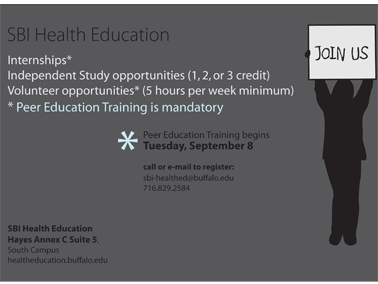 SBI Health Education
JOIN US
Internships*
Independent Study opportunities (1, 2, or 3 credit)
Volunteer opportunities* (5 hours per week minimum)
* Peer Education Training is mandatory
* Peer Education Training begins
Tuesday, September 8
call or e-mail to register:
sbi-healthed@buffalo.edu
716.829.2584
SBI Health Education
Hayes Annex C Suite 5,
South Campus
healtheducation.buffalo.edu